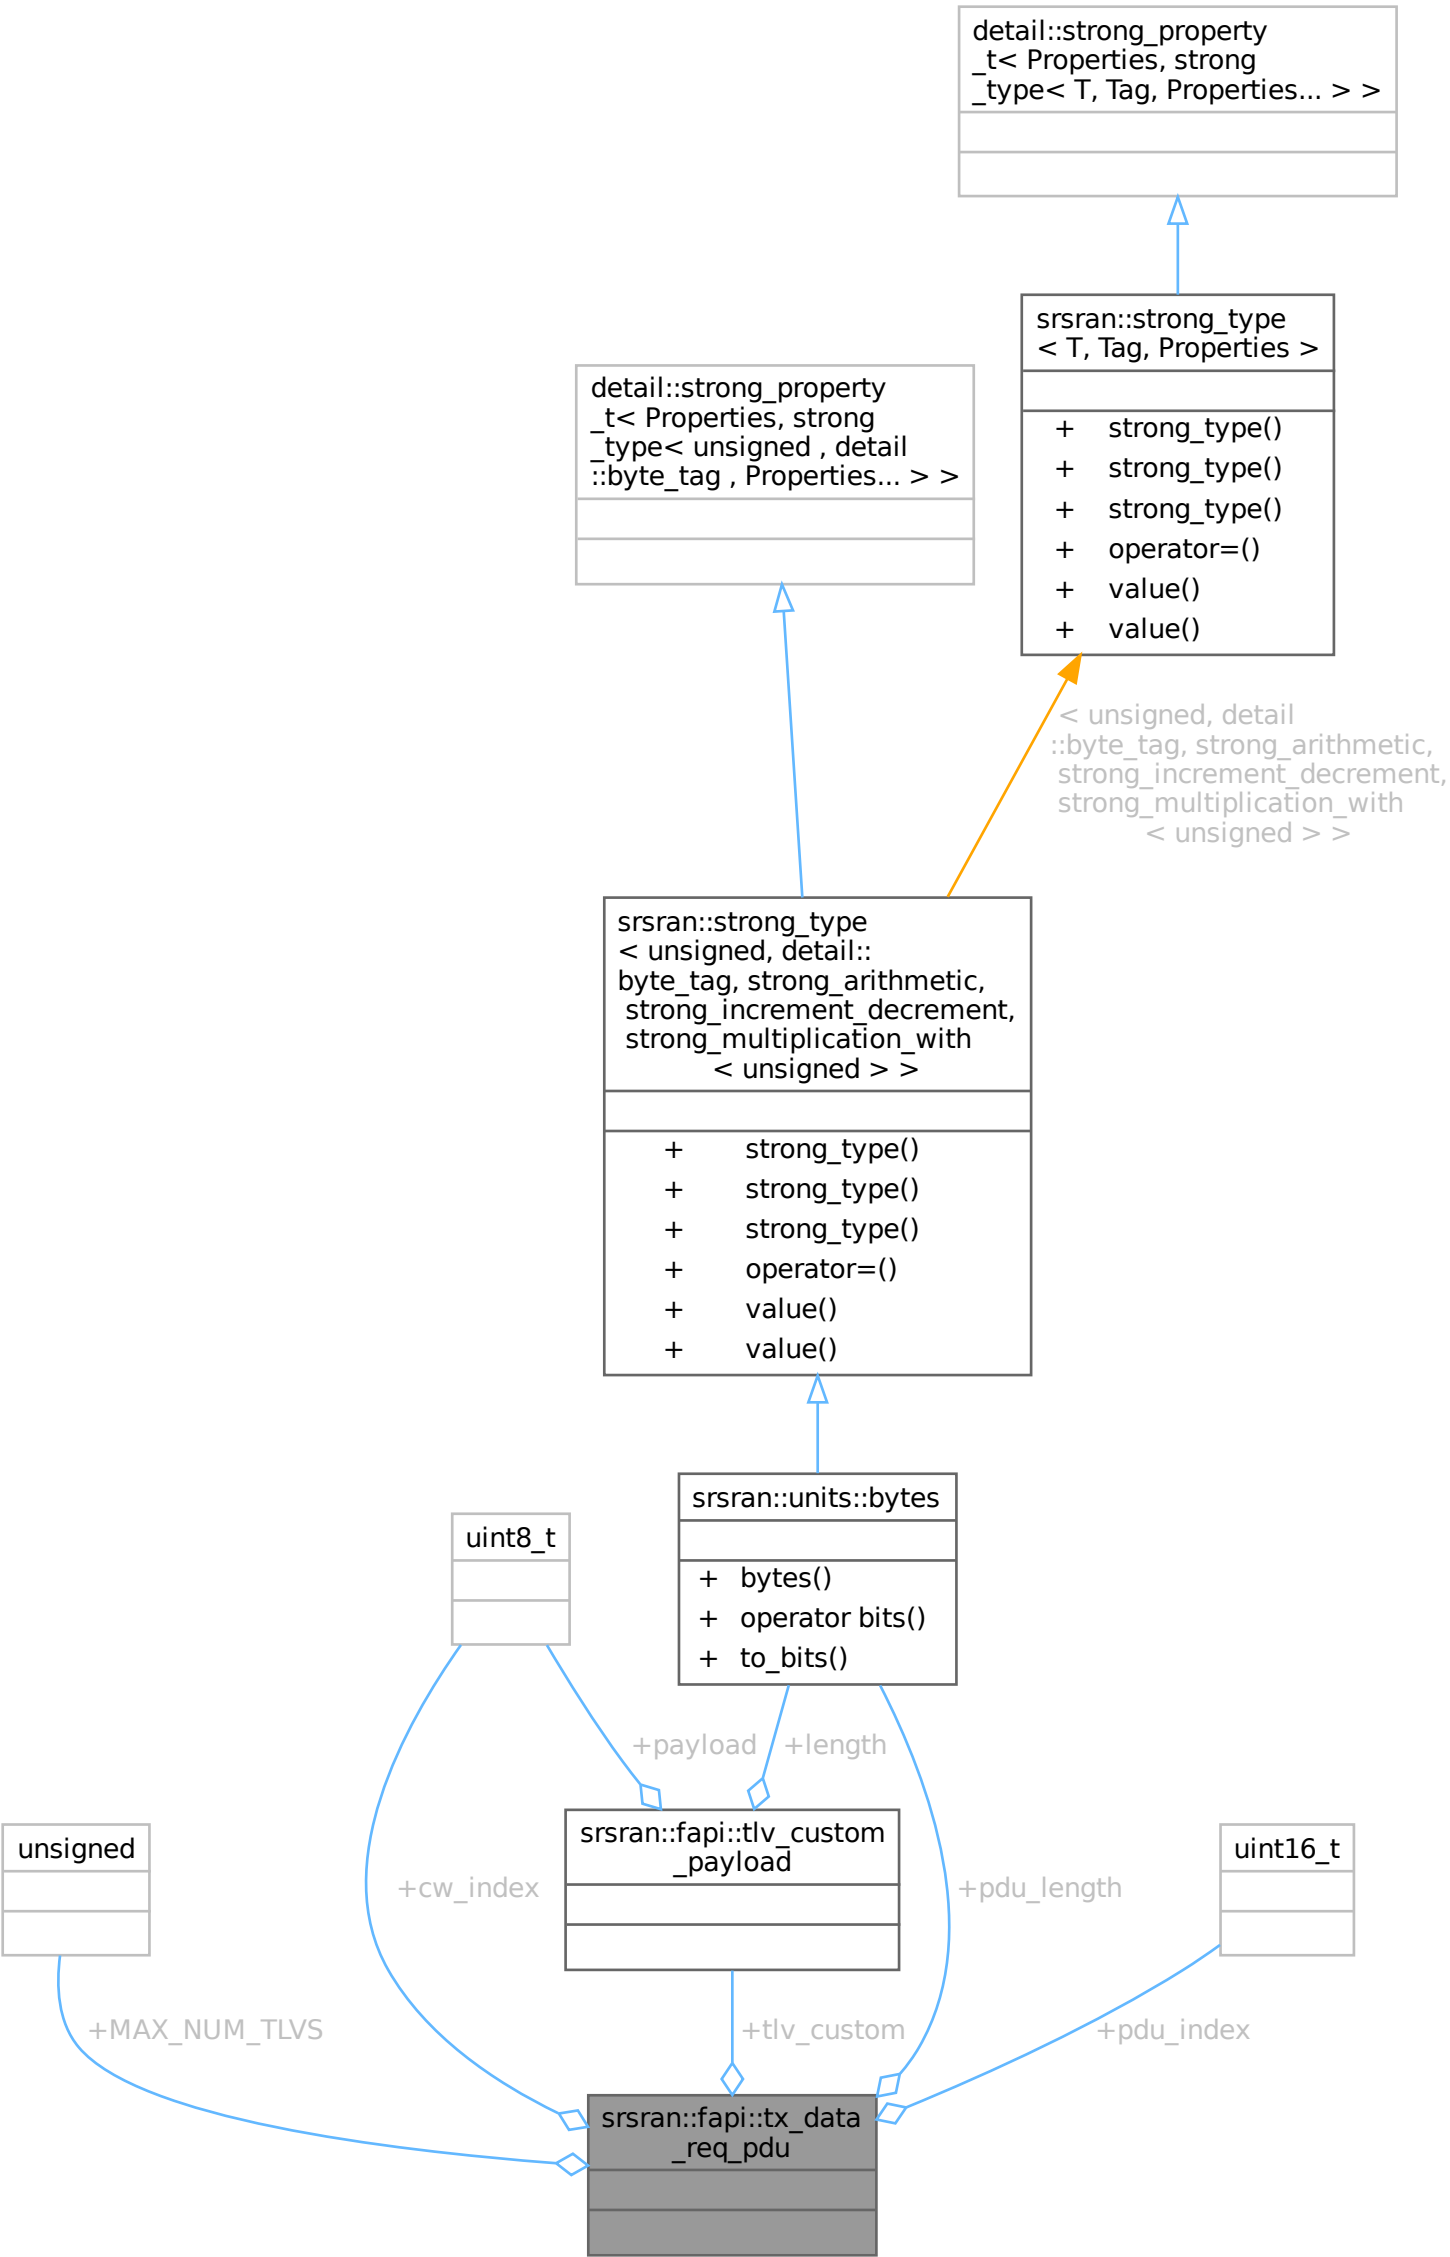 detail::strong_property
_t< Properties, strong
_type< T, Tag, Properties... > >
srsran::strong_type
< T, Tag, Properties >
+ strong_type()
+ strong_type()
+ strong_type()
+ operator=()
+ value()
+ value()
detail::strong_property
_t< Properties, strong
_type< unsigned , detail
::byte_tag , Properties... > >
< unsigned, detail
::byte_tag, strong_arithmetic,
strong_increment_decrement,
strong_multiplication_with
< unsigned > >
srsran::strong_type
< unsigned, detail::
byte_tag, strong_arithmetic,
strong_increment_decrement,
strong_multiplication_with
< unsigned > >
+ strong_type()
+ strong_type()
+ strong_type()
+ operator=()
+ value()
+ value()
srsran::units::bytes
+ bytes()
+ operator bits()
+ to_bits()
uint8_t
+payload
+length
srsran::fapi::tlv_custom
_payload
unsigned
+cw_index
+pdu_length
uint16_t
+MAX_NUM_TLVS
+tlv_custom
+pdu_index
srsran::fapi::tx_data
_req_pdu